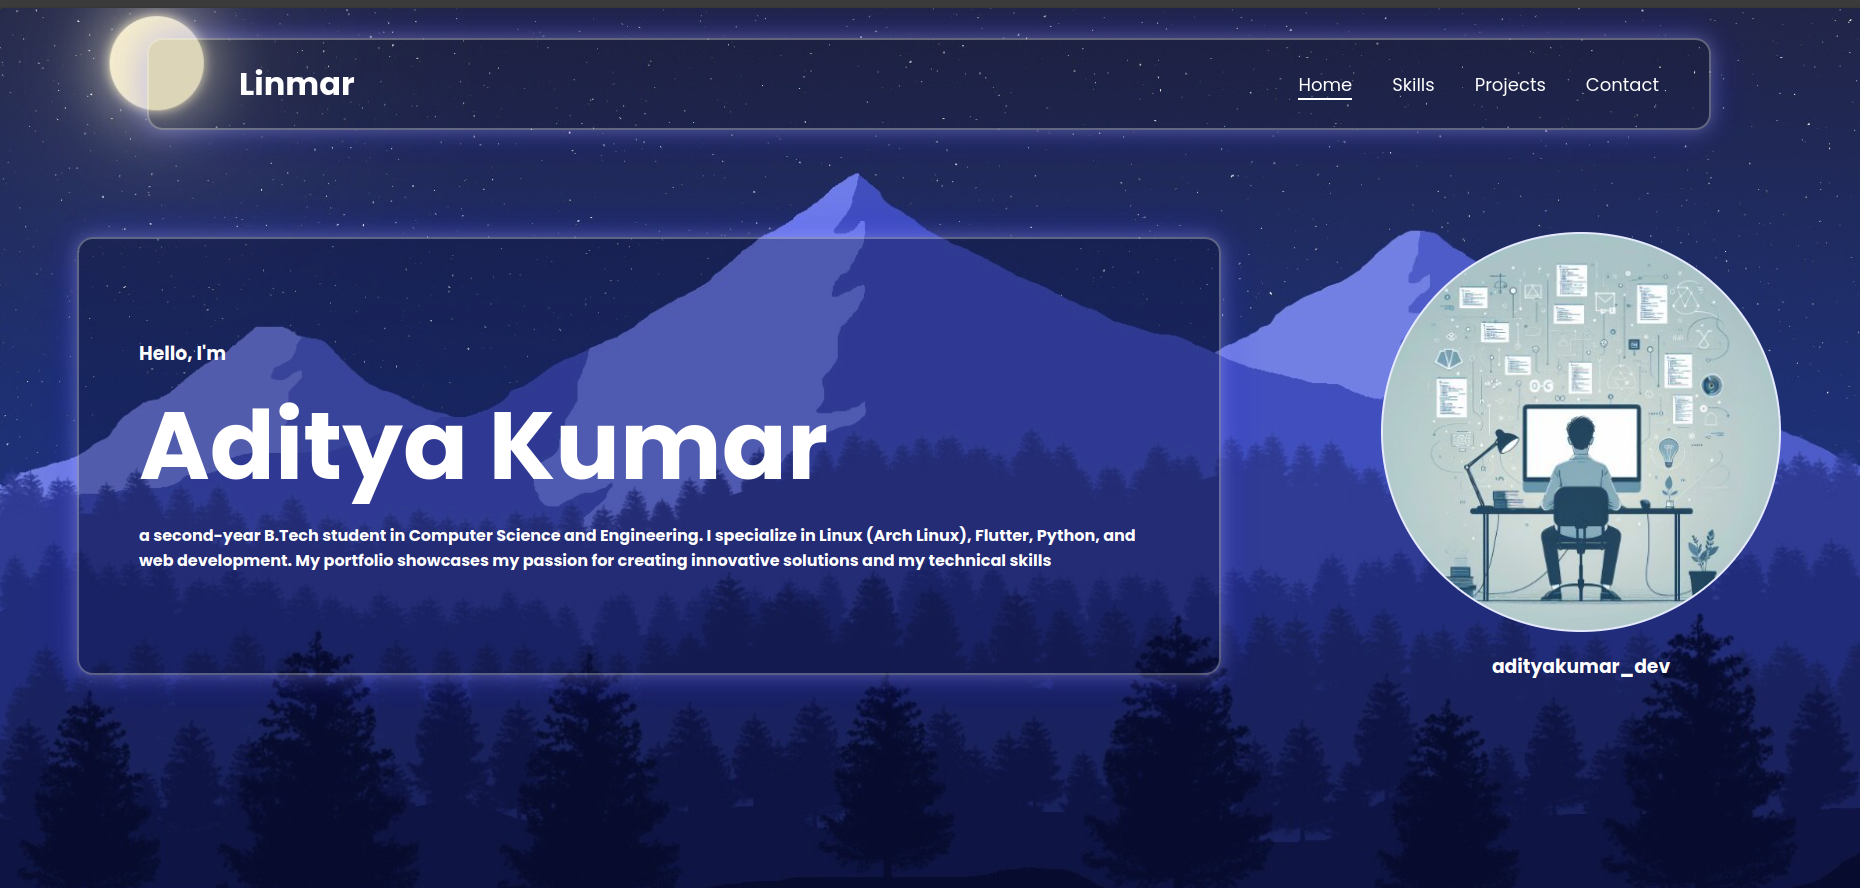 Linmar
Home Skills Projects Contact
Hello, I'm
Aditya Kumar
a second-year B.Tech student in Computer Science and Engineering. I specialize in Linux (Arch Linux), Flutter, Python, and
web development. My portfolio showcases my passion for creating innovative solutions and my technical skills
adityakumar_dev